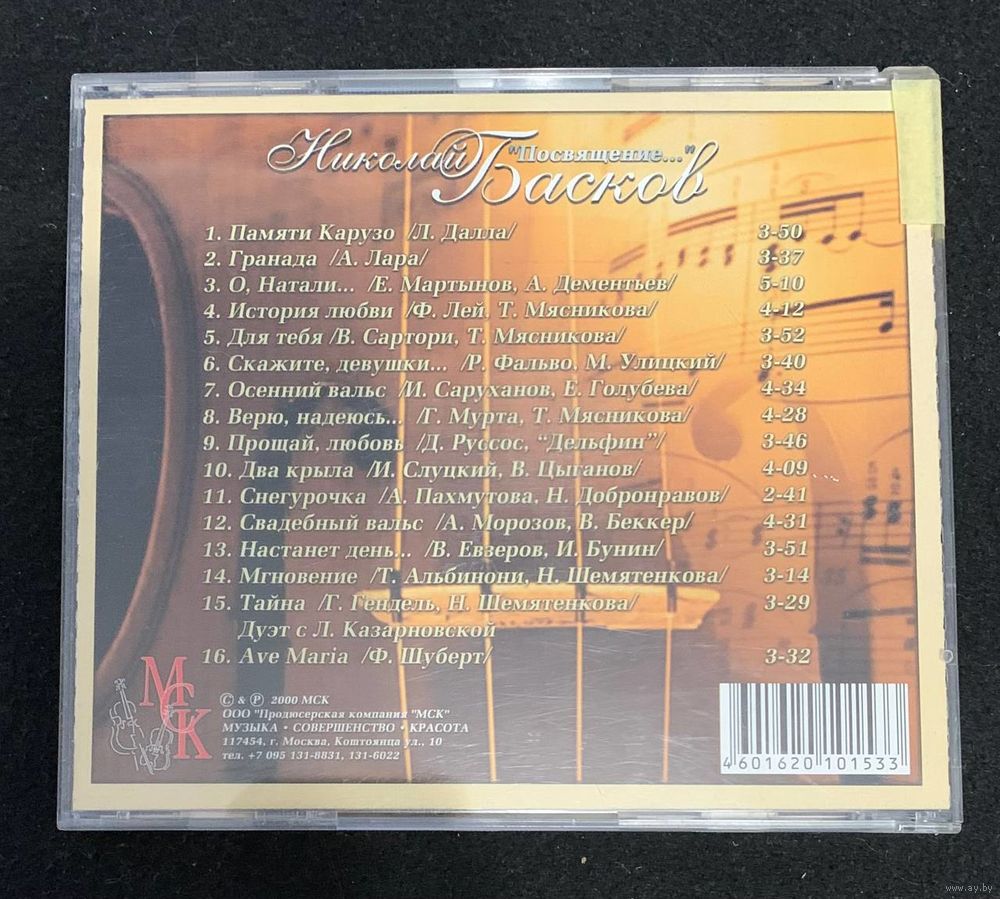 Николай Басков
"Посвящение..."
1. Памяти Карузо /Л. Далла/ 3-50
2. Гранада /А. Лара/ 3-37
3. О, Натали... /Е. Мартынов, А. Дементьев/ 5-10
4. История любви /Ф. Лей, Т. Мясникова/ 4-12
5. Для тебя /В. Сартори, Т. Мясникова/ 3-52
6. Скажите, девушки... /Р. Фальво, М. Улицкий/ 3-40
7. Осенний вальс /И. Саруханов, Е. Голубева/ 4-34
8. Верю, надеюсь... /Г. Мурта, Т. Мясникова/ 4-28
9. Прощай, любовь /Д. Руссос, “Дельфин”/ 3-46
10. Два крыла /И. Слуцкий, В. Цыганов/ 4-09
11. Снегурочка /А. Пахмутова, Н. Добронравов/ 2-41
12. Свадебный вальс /А. Морозов, В. Беккер/ 4-31
13. Настанет день... /В. Евзеров, И. Бунин/ 3-51
14. Мгновение /Т. Альбинони, Н. Шемятенкова/ 3-14
15. Тайна /Г. Гендель, Н. Шемятенкова/ 3-29
Дуэт с Л. Казарновской
16. Ave Maria /Ф. Шуберт/ 3-32
МСК
© & ℗ 2000 МСК
ООО "Продюсерская компания "МСК"
МУЗЫКА • СОВЕРШЕНСТВО • КРАСОТА
117454, г. Москва, Коштоянца ул., 10
тел. +7 095 131-8831, 131-6022
4 601620 101533
www.ay.by